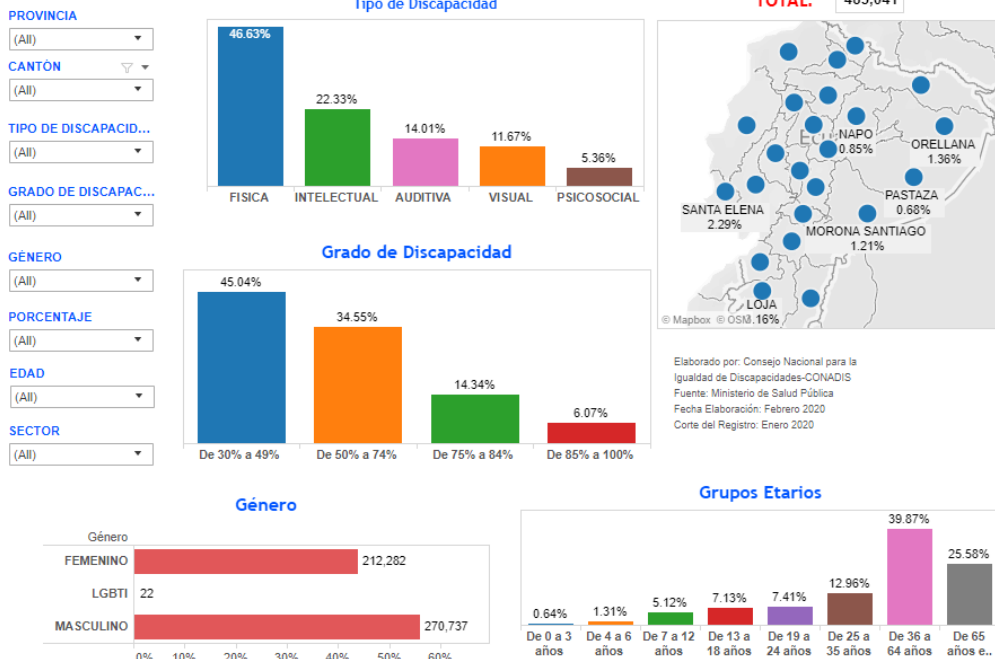 PROVINCIA
(All)
CANTÓN
(All)
TIPO DE DISCAPACID...
(All)
GRADO DE DISCAPAC...
(All)
GÉNERO
(All)
PORCENTAJE
(All)
EDAD
(All)
SECTOR
(All)
Tipo de Discapacidad
46.63%
22.33%
14.01%
11.67%
5.36%
FISICA INTELECTUAL AUDITIVA VISUAL PSICOSOCIAL
TOTAL:
NAPO
0.85%
ORELLANA
1.36%
PASTAZA
0.68%
SANTA ELENA
2.29%
MORONA SANTIAGO
1.21%
LOJA
3.16%
© Mapbox © OSM
Grado de Discapacidad
45.04%
34.55%
14.34%
6.07%
De 30% a 49% De 50% a 74% De 75% a 84% De 85% a 100%
Elaborado por: Consejo Nacional para la
Igualdad de Discapacidades-CONADIS
Fuente: Ministerio de Salud Pública
Fecha Elaboración: Febrero 2020
Corte del Registro: Enero 2020
Género
Género
FEMENINO 212,282
LGBTI 22
MASCULINO 270,737
0% 10% 20% 30% 40% 50% 60%
Grupos Etarios
0.64%
1.31%
5.12%
7.13%
7.41%
12.96%
39.87%
25.58%
De 0 a 3 De 4 a 6 De 7 a 12 De 13 a De 19 a De 25 a De 36 a De 65
años años años 18 años 24 años 35 años 64 años años e..